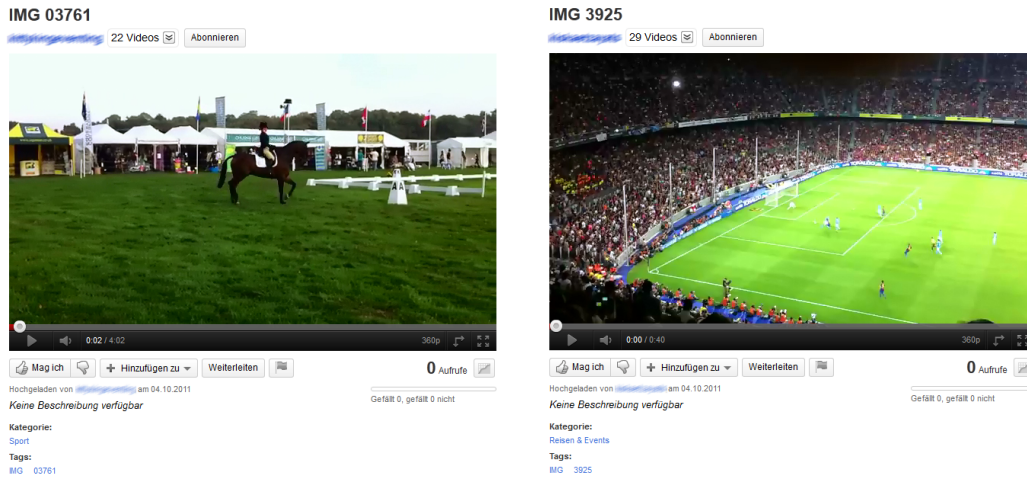 IMG 03761
22 Videos
Abonnieren
0:02 / 4:02
360p
Mag ich
Hinzufügen zu
Weiterleiten
0 Aufrufe
Hochgeladen von
am 04.10.2011
Gefällt 0, gefällt 0 nicht
Keine Beschreibung verfügbar
Kategorie:
Sport
Tags:
IMG 03761
IMG 3925
29 Videos
Abonnieren
0:00 / 0:40
360p
Mag ich
Hinzufügen zu
Weiterleiten
0 Aufrufe
Hochgeladen von
am 04.10.2011
Gefällt 0, gefällt 0 nicht
Keine Beschreibung verfügbar
Kategorie:
Reisen & Events
Tags:
IMG 3925